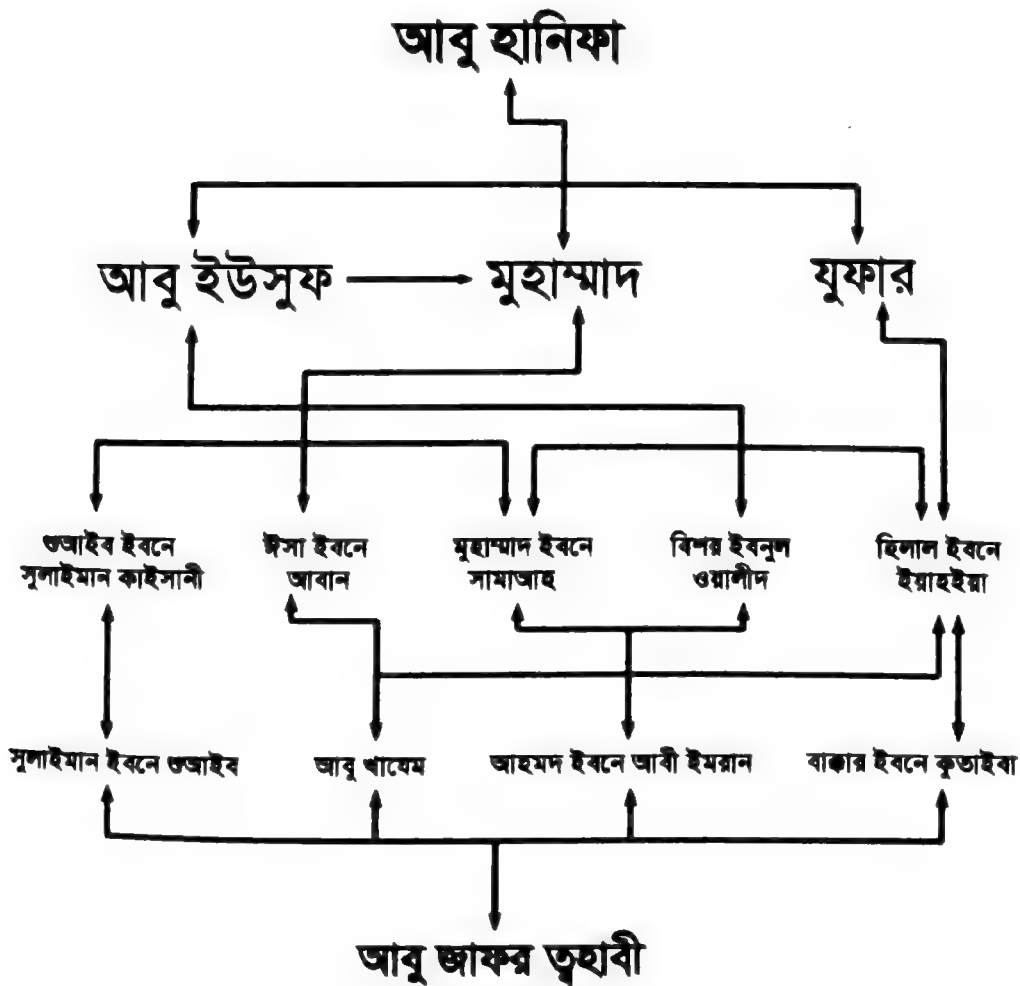 আবু হানিফা
আবু ইউসুফ
মুহাম্মাদ
যুফার
শুআইব ইবনে
সুলাইমান কাইসানী
ঈসা ইবনে
আবান
মুহাম্মাদ ইবনে
সামাআহ
বিশর ইবনুল
ওয়ালীদ
হিলাল ইবনে
ইয়াহইয়া
সুলাইমান ইবনে শুআইব
আবু খাযেম
আহমদ ইবনে আবী ইমরান
বাক্কার ইবনে কুতাইবা
আবু জাফর ত্বহাবী